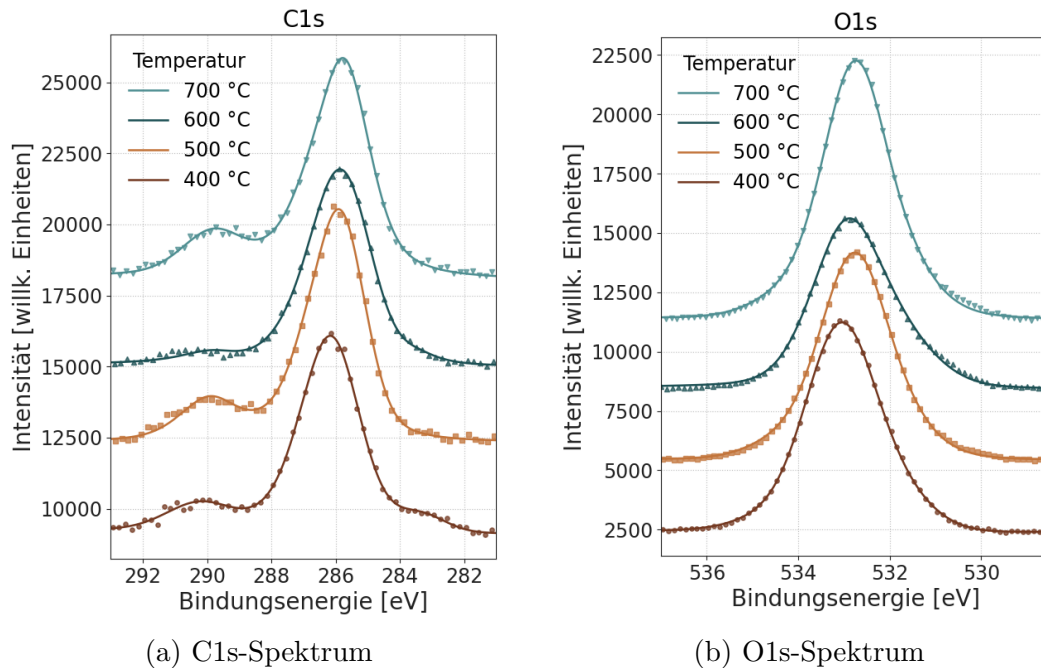 C1s
Temperatur
700 °C
600 °C
500 °C
400 °C
Intensität [willk. Einheiten]
25000
22500
20000
17500
15000
12500
10000
292
290
288
286
284
282
Bindungsenergie [eV]
(a) C1s-Spektrum
O1s
Temperatur
700 °C
600 °C
500 °C
400 °C
Intensität [willk. Einheiten]
22500
20000
17500
15000
12500
10000
7500
5000
2500
536
534
532
530
Bindungsenergie [eV]
(b) O1s-Spektrum